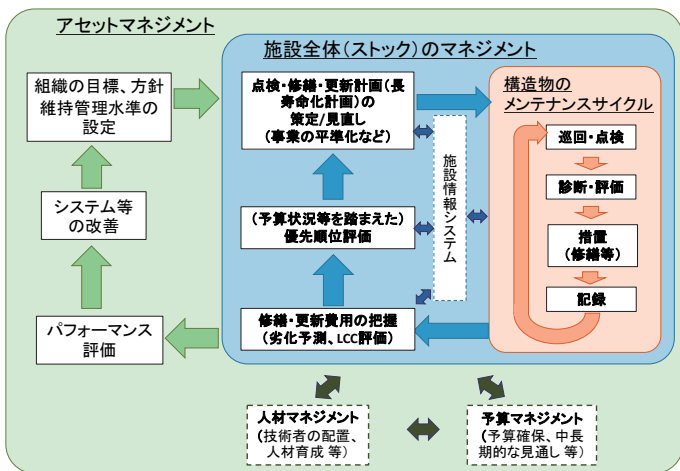 アセットマネジメント
組織の目標、方針
維持管理水準の
設定
システム等
の改善
パフォーマンス
評価
施設全体(ストック)のマネジメント
点検・修繕・更新計画(長
寿命化計画)の
策定/見直し
(事業の平準化など)
(予算状況等を踏まえた)
優先順位評価
修繕・更新費用の把握
(劣化予測、LCC評価)
施設情報システム
構造物の
メンテナンスサイクル
巡回・点検
診断・評価
措置
(修繕等)
記録
人材マネジメント
(技術者の配置、
人材育成 等)
予算マネジメント
(予算確保、中長
期的な見通し 等)